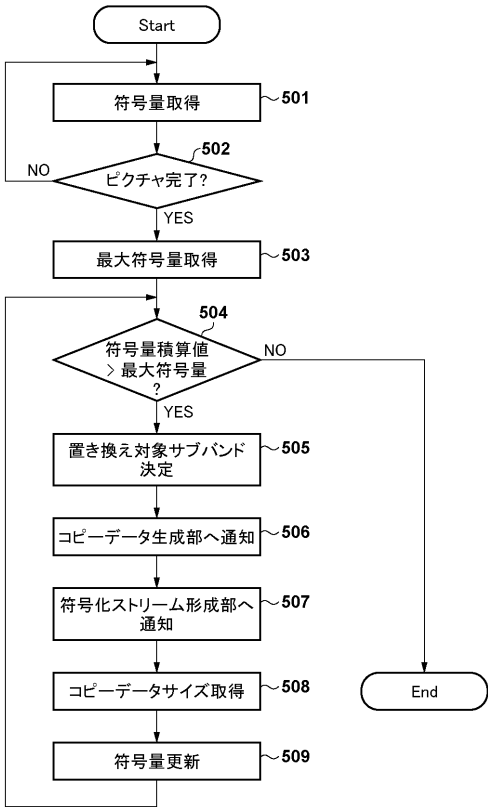 Start
符号量取得
501
502
ピクチャ完了?
NO
YES
最大符号量取得
503
504
符号量積算値
> 最大符号量
?
NO
YES
置き換え対象サブバンド
決定
505
コピーデータ生成部へ通知
506
符号化ストリーム形成部へ
通知
507
コピーデータサイズ取得
508
End
符号量更新
509